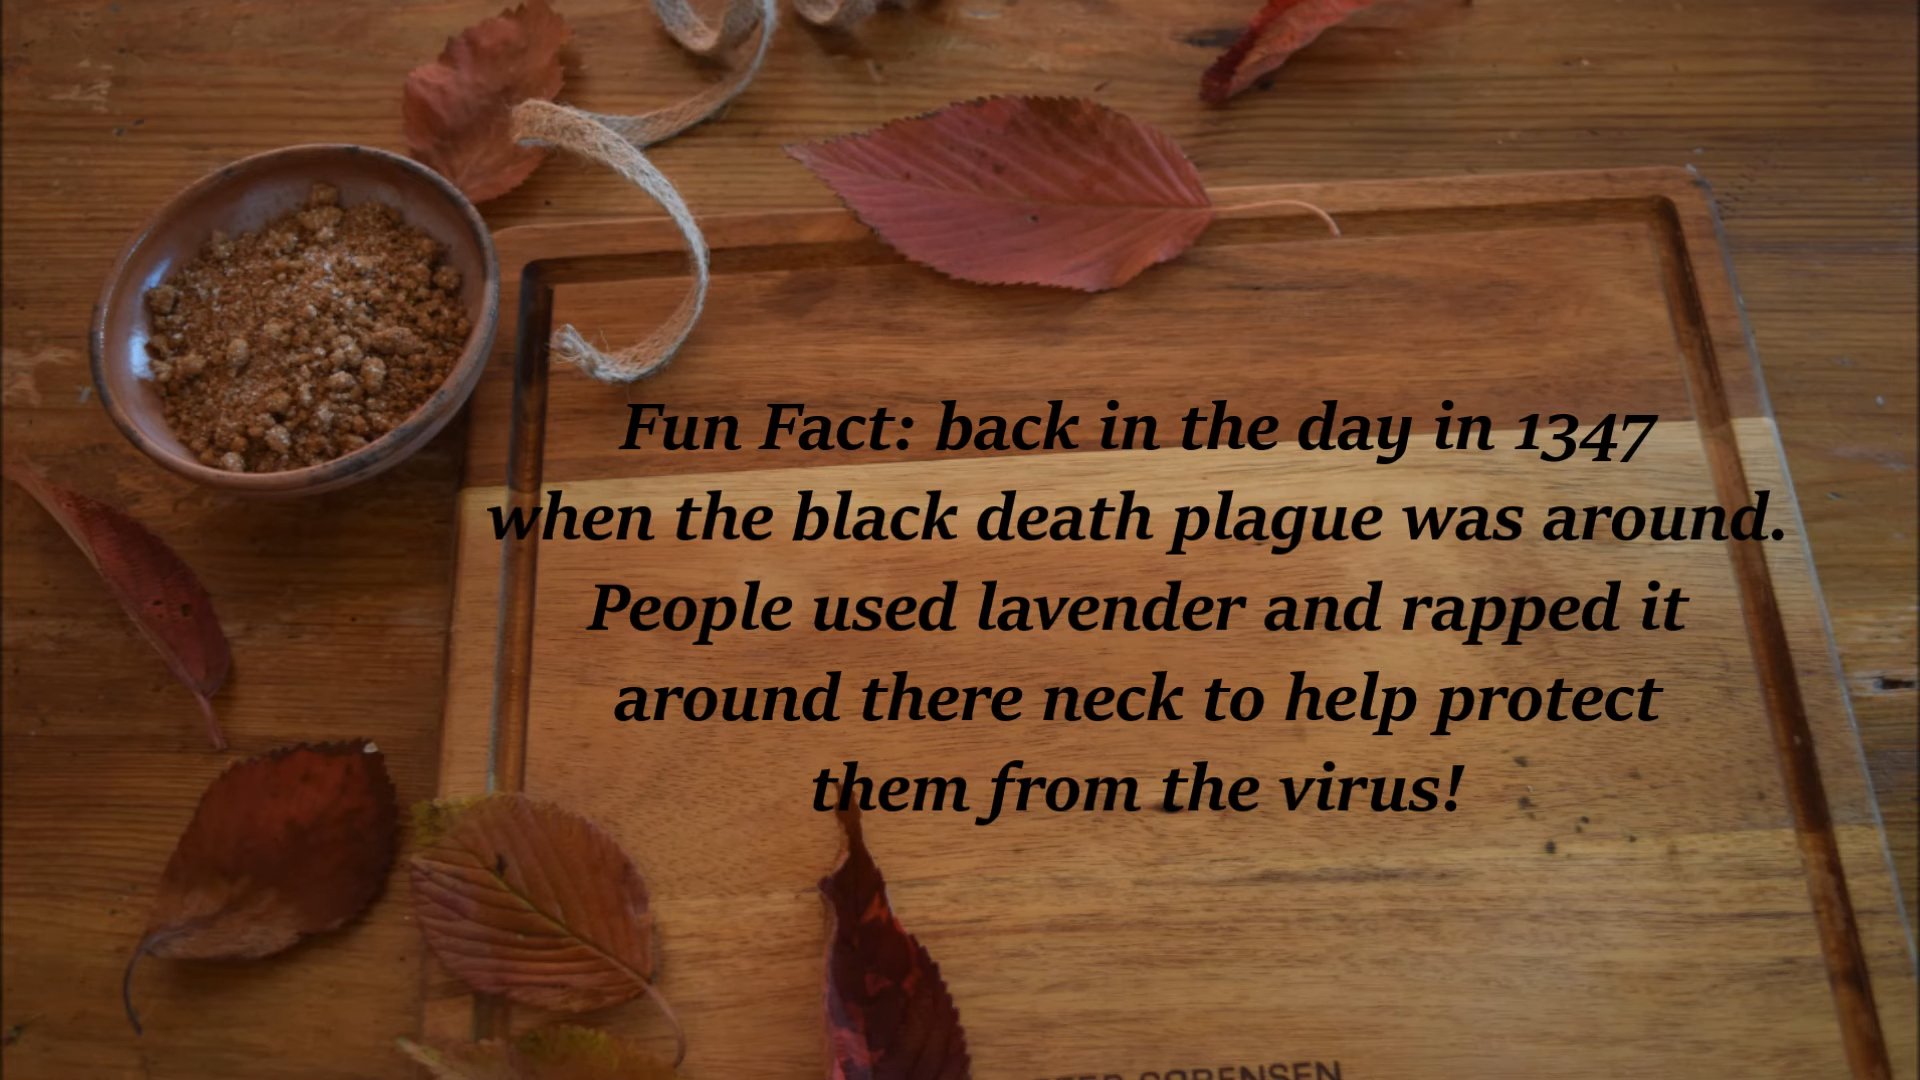 Fun Fact: back in the day in 1347
when the black death plague was around.
People used lavender and rapped it
around there neck to help protect
them from the virus!
SORENSEN